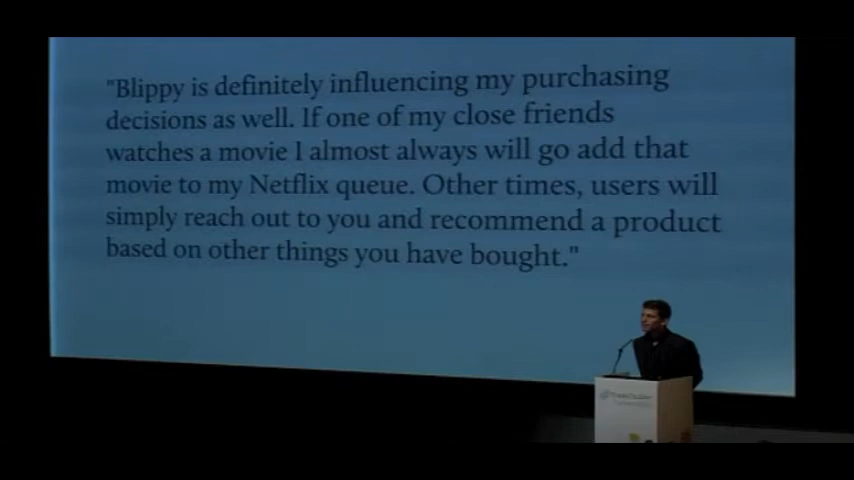 "Blippy is definitely influencing my purchasing
decisions as well. If one of my close friends
watches a movie I almost always will go add that
movie to my Netflix queue. Other times, users will
simply reach out to you and recommend a product
based on other things you have bought."